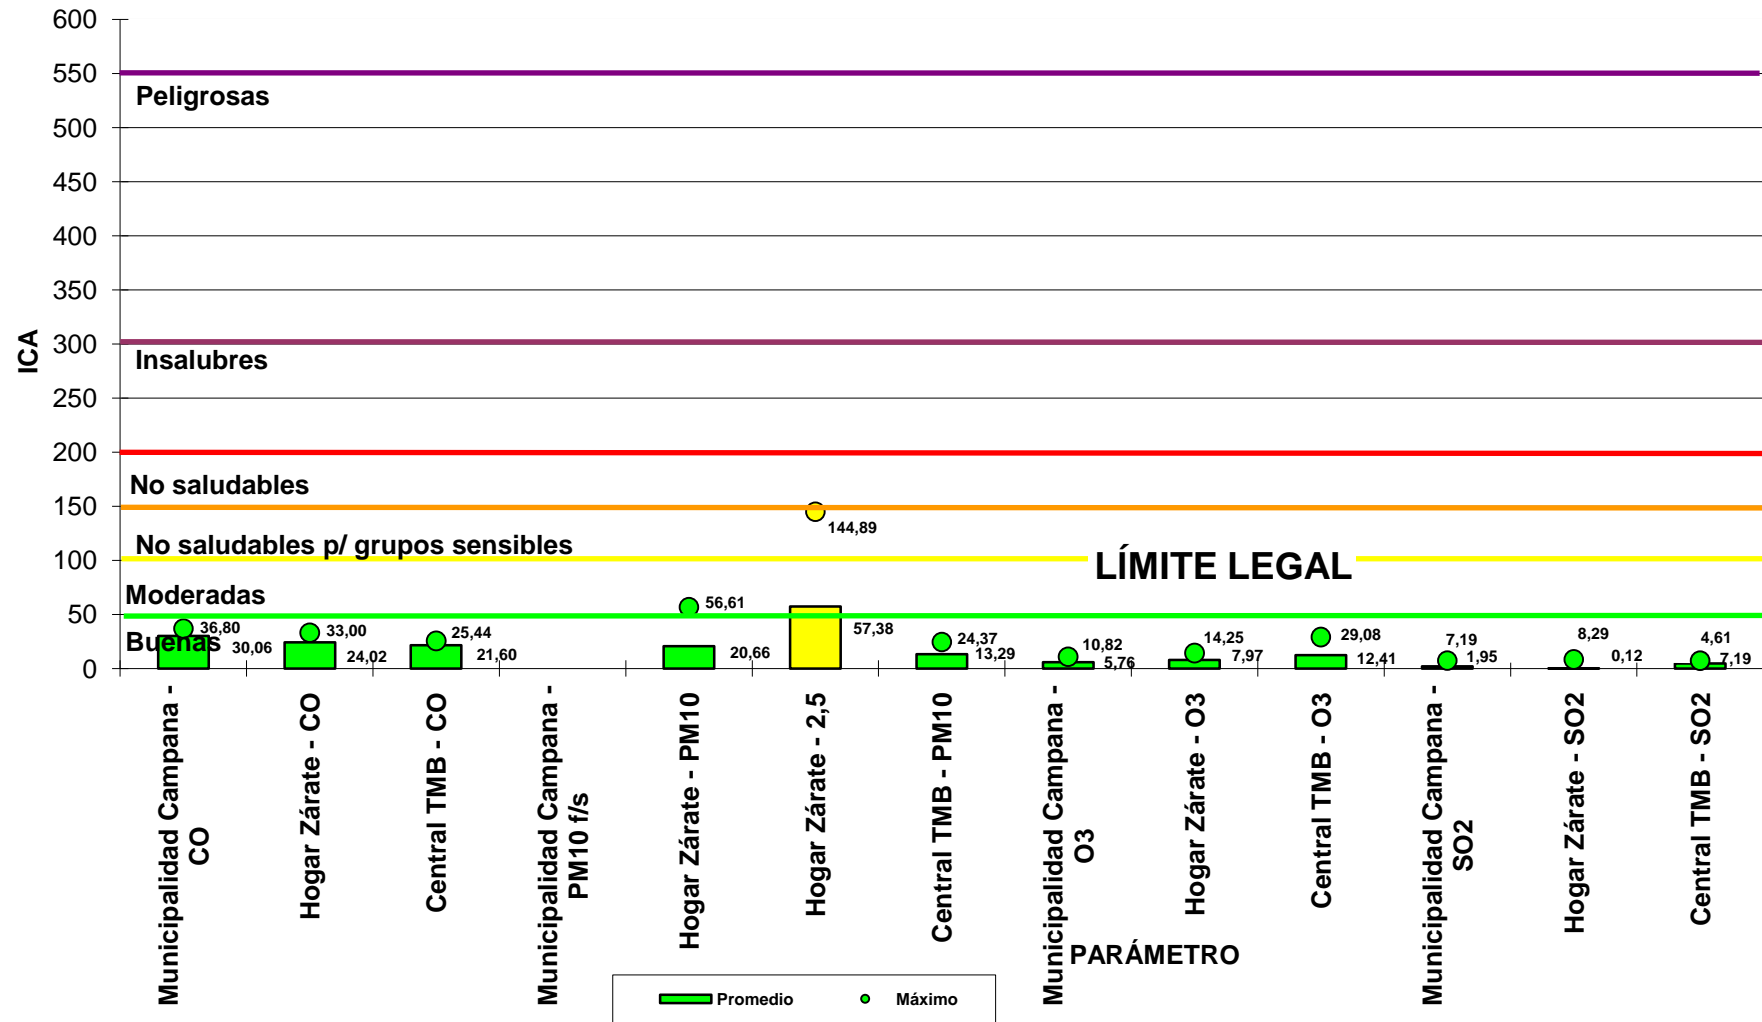 600
550
500
450
400
350
300
250
200
150
100
50
0
ICA
Peligrosas
Insalubres
No saludables
No saludables p/ grupos sensibles
LÍMITE LEGAL
Moderadas
Buenas
36,80
30,06
33,00
24,02
25,44
21,60
56,61
20,66
144,89
57,38
24,37
13,29
10,82
5,76
14,25
7,97
29,08
12,41
7,19
1,95
8,29
0,12
4,61
7,19
Municipalidad Campana -
CO
Hogar Zárate - CO
Central TMB - CO
Municipalidad Campana -
PM10 f/s
Hogar Zárate - PM10
Hogar Zárate - 2,5
Central TMB - PM10
Municipalidad Campana -
O3
Hogar Zárate - O3
Central TMB - O3
Municipalidad Campana -
SO2
Hogar Zárate - SO2
Central TMB - SO2
PARÁMETRO
Promedio
Máximo